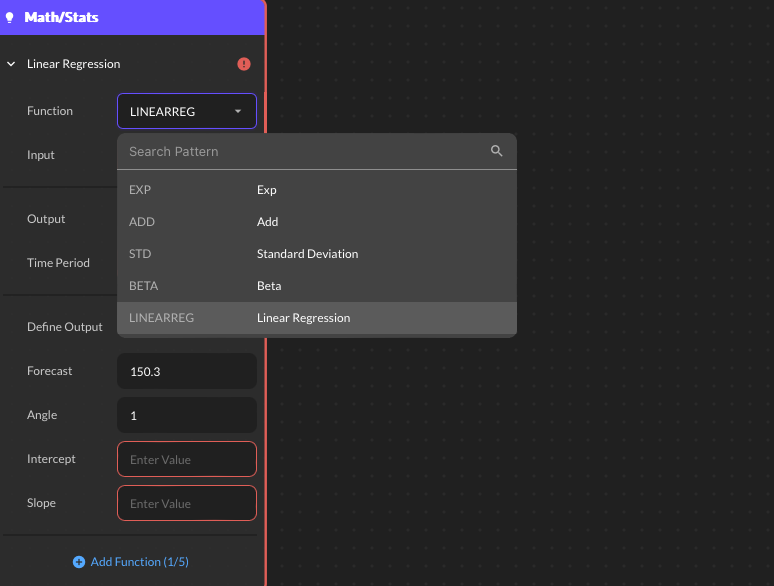 Math/Stats
Linear Regression
Function LINEARREG
Input
Search Pattern
EXP Exp
ADD Add
STD Standard Deviation
BETA Beta
LINEARREG Linear Regression
Output
Time Period
Define Output
Forecast 150.3
Angle 1
Intercept Enter Value
Slope Enter Value
Add Function (1/5)